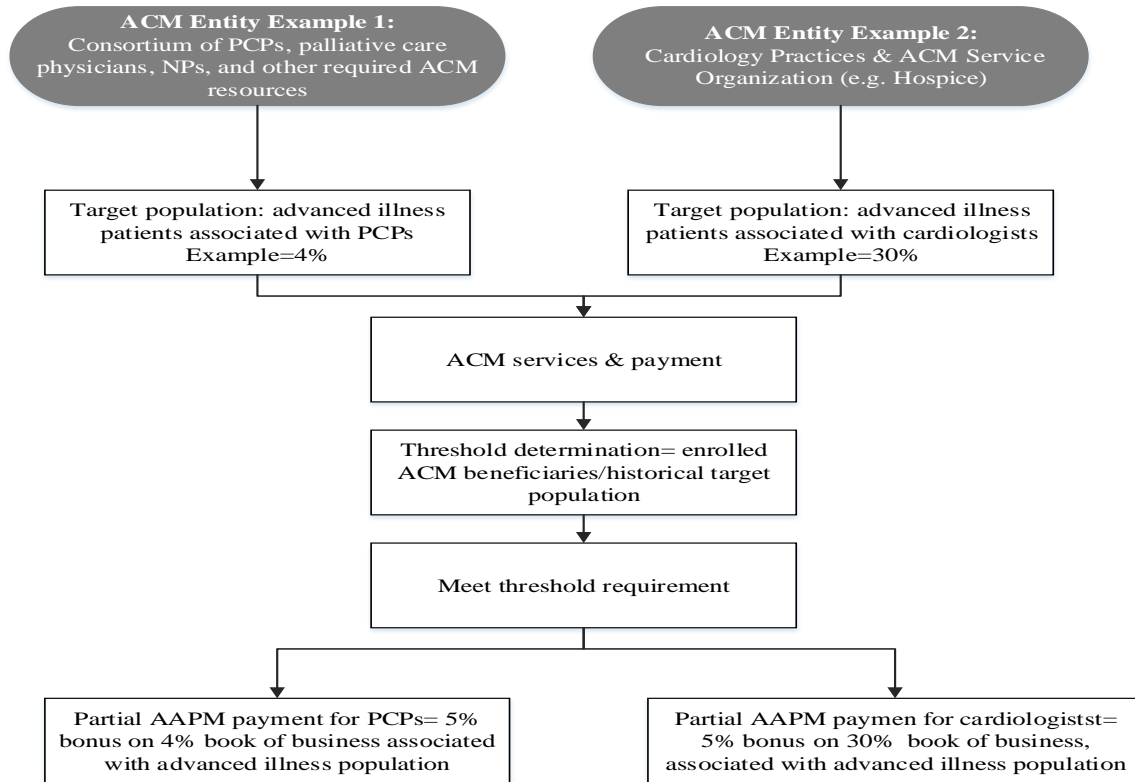 ACM Entity Example 1:
Consortium of PCPs, palliative care
physicians, NPs, and other required ACM
resources
ACM Entity Example 2:
Cardiology Practices & ACM Service
Organization (e.g. Hospice)
Target population: advanced illness
patients associated with PCPs
Example=4%
Target population: advanced illness
patients associated with cardiologists
Example=30%
ACM services & payment
Threshold determination= enrolled
ACM beneficiaries/historical target
population
Meet threshold requirement
Partial AAPM payment for PCPs= 5%
bonus on 4% book of business associated
with advanced illness population
Partial AAPM paymen for cardiologistst=
5% bonus on 30% book of business,
associated with advanced illness population